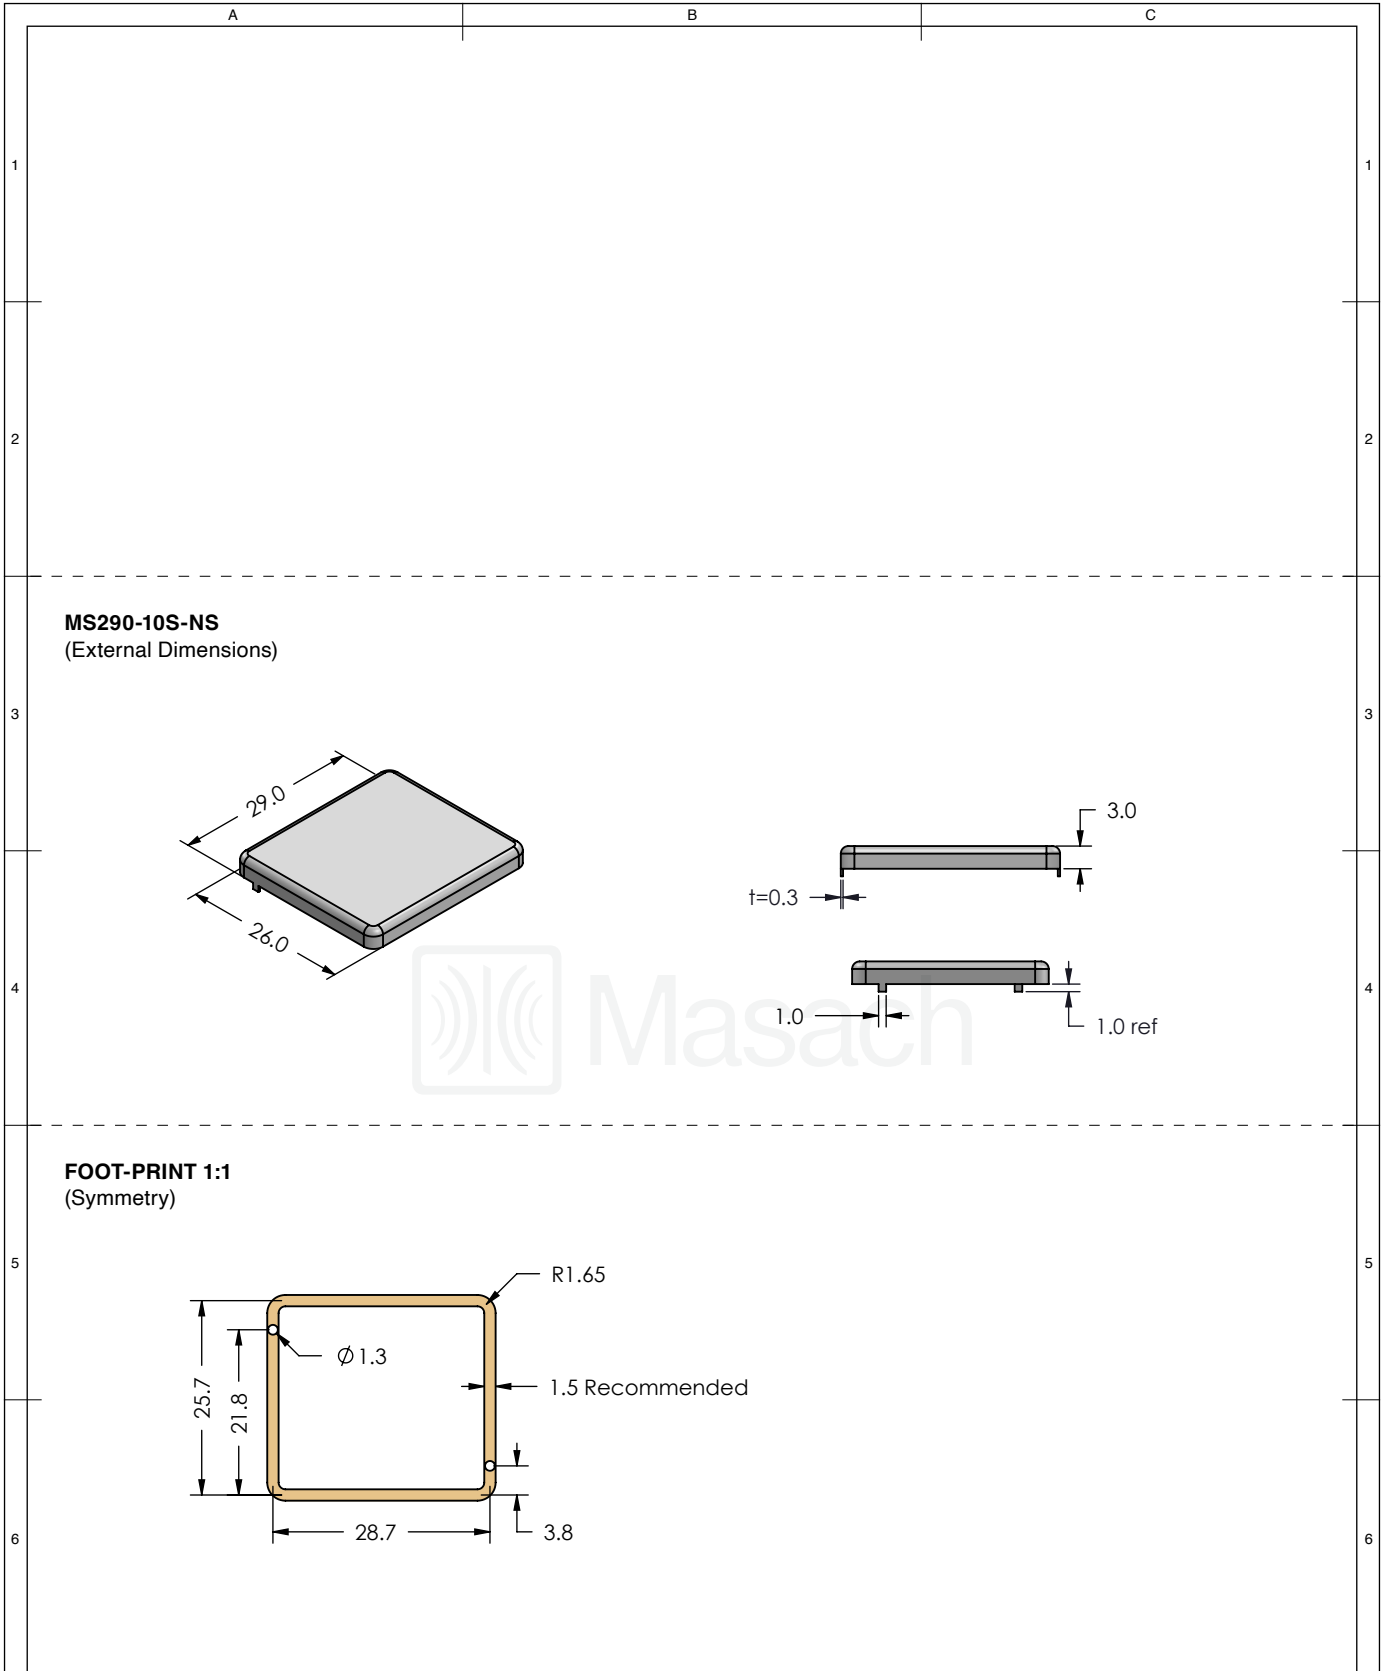 A
B
C
1
1
2
2
MS290-10S-NS
(External Dimensions)
3
3
29.0
26.0
3.0
t=0.3
4
4
1.0
1.0 ref
Masach
FOOT-PRINT 1:1
(Symmetry)
5
5
R1.65
Ø1.3
1.5 Recommended
25.7
21.8
28.7
3.8
6
6